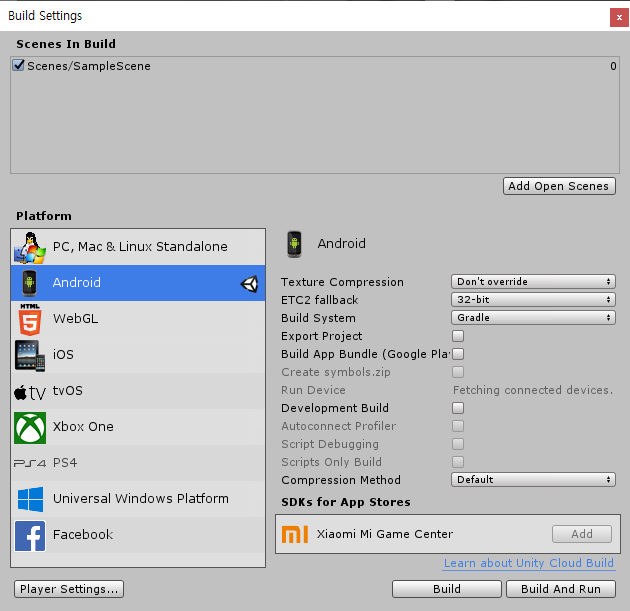 Build Settings
x
Scenes In Build
Scenes/SampleScene 0
Add Open Scenes
Platform
PC, Mac & Linux Standalone
Android
HTML
5
WebGL
iOS
tv
tvOS
Xbox One
PS4
PS4
Universal Windows Platform
f
Facebook
Android
Texture Compression Don't override
ETC2 fallback 32-bit
Build System Gradle
Export Project
Build App Bundle (Google Pla
Create symbols.zip
Run Device Fetching connected devices.
Development Build
Autoconnect Profiler
Script Debugging
Scripts Only Build
Compression Method Default
SDKs for App Stores
mi Xiaomi Mi Game Center Add
Learn about Unity Cloud Build
Player Settings... Build Build And Run